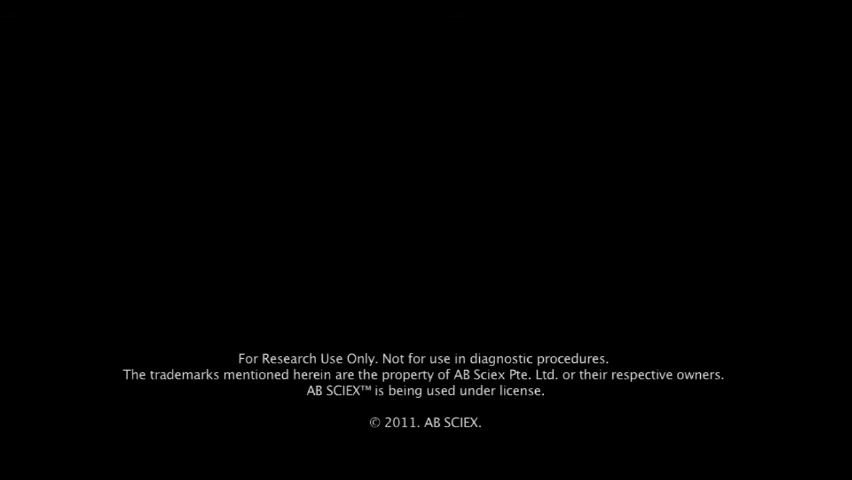 For Research Use Only. Not for use in diagnostic procedures.
The trademarks mentioned herein are the property of AB Sciex Pte. Ltd. or their respective owners.
AB SCIEX™ is being used under license.
© 2011. AB SCIEX.